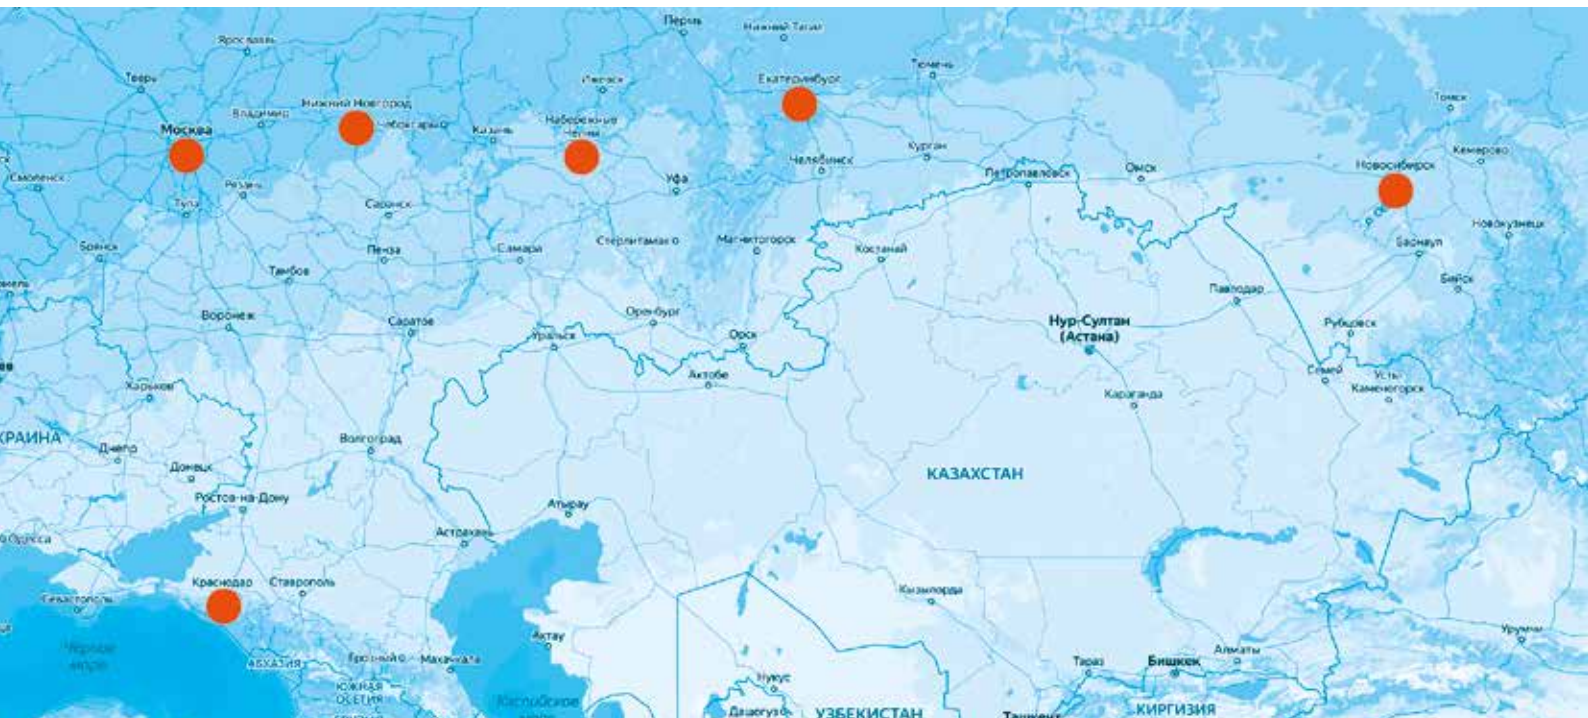 Пермь
Нижний Тагил
Ярославль
Тюмень
Тверь
Ижевск
Екатеринбург
Томск
Нижний Новгород
Владимир
Чебоксары
Казань
Набережные
Челны
Москва
Курган
Кемерово
Челябинск
Новосибирск
Омск
Петропавловск
Смоленск
Рязань
Уфа
Тула
Саранск
Новокузнецк
Брянск
Пенза
Самара
Стерлитамак
Магнитогорск
Костанай
Барнаул
Тамбов
Павлодар
Бийск
Воронеж
Саратов
Оренбург
Нур-Султан
(Астана)
Рубцовск
Уральск
Орск
Актобе
Семей
Усть-
Каменогорск
Харьков
Караганда
КРАИНА
Волгоград
Днепр
Донецк
КАЗАХСТАН
Ростов-на-Дону
Атырау
Астрахань
Одесса
Краснодар
Ставрополь
Кызылорда
Севастополь
Урумчи
Актау
Чёрное
море
АБХАЗИЯ
Грозный
Махачкала
Тараз
Бишкек
Алматы
Нукус
ЮЖНАЯ
ОСЕТИЯ
Каспийское
Дашогуз
УЗБЕКИСТАН
Ташкент
КИРГИЗИЯ